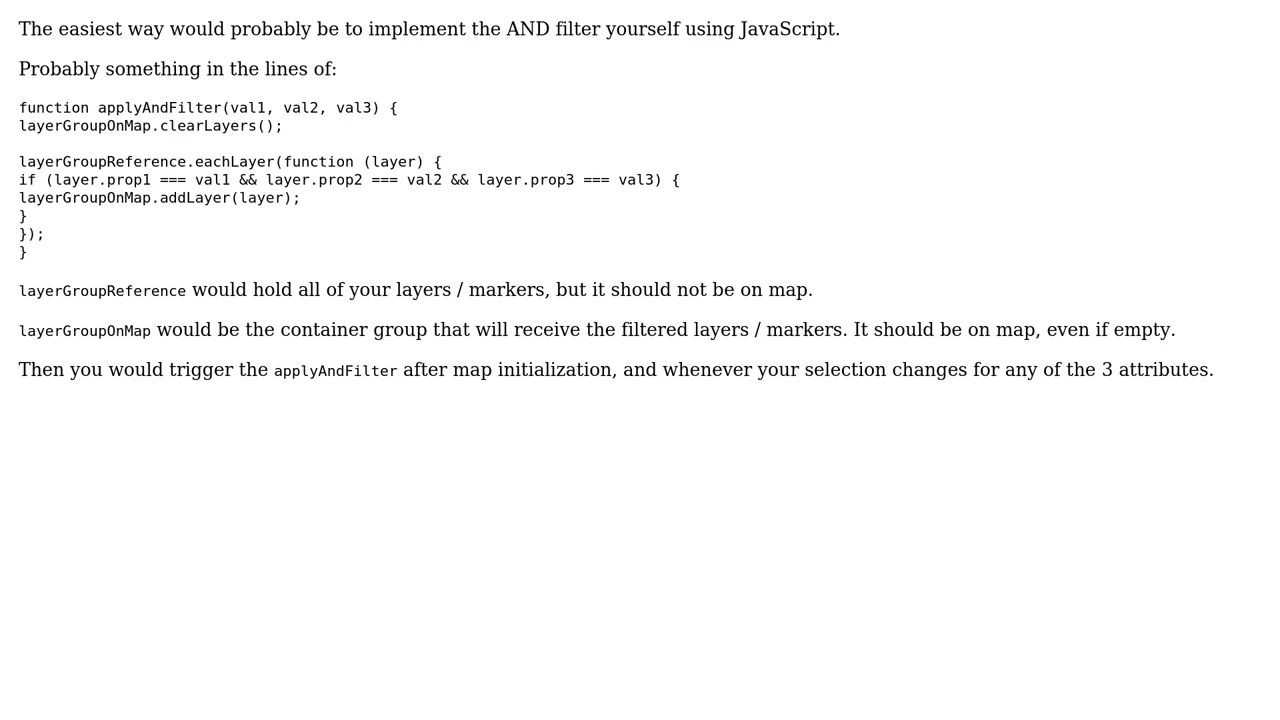 The easiest way would probably be to implement the AND filter yourself using JavaScript.
Probably something in the lines of:
function applyAndFilter(val1, val2, val3) {
layerGroupOnMap.clearLayers();
layerGroupReference.eachLayer(function (layer) {
if (layer.prop1 === val1 && layer.prop2 === val2 && layer.prop3 === val3) {
layerGroupOnMap.addLayer(layer);
}
});
}
layerGroupReference would hold all of your layers / markers, but it should not be on map.
layerGroupOnMap would be the container group that will receive the filtered layers / markers. It should be on map, even if empty.
Then you would trigger the applyAndFilter after map initialization, and whenever your selection changes for any of the 3 attributes.